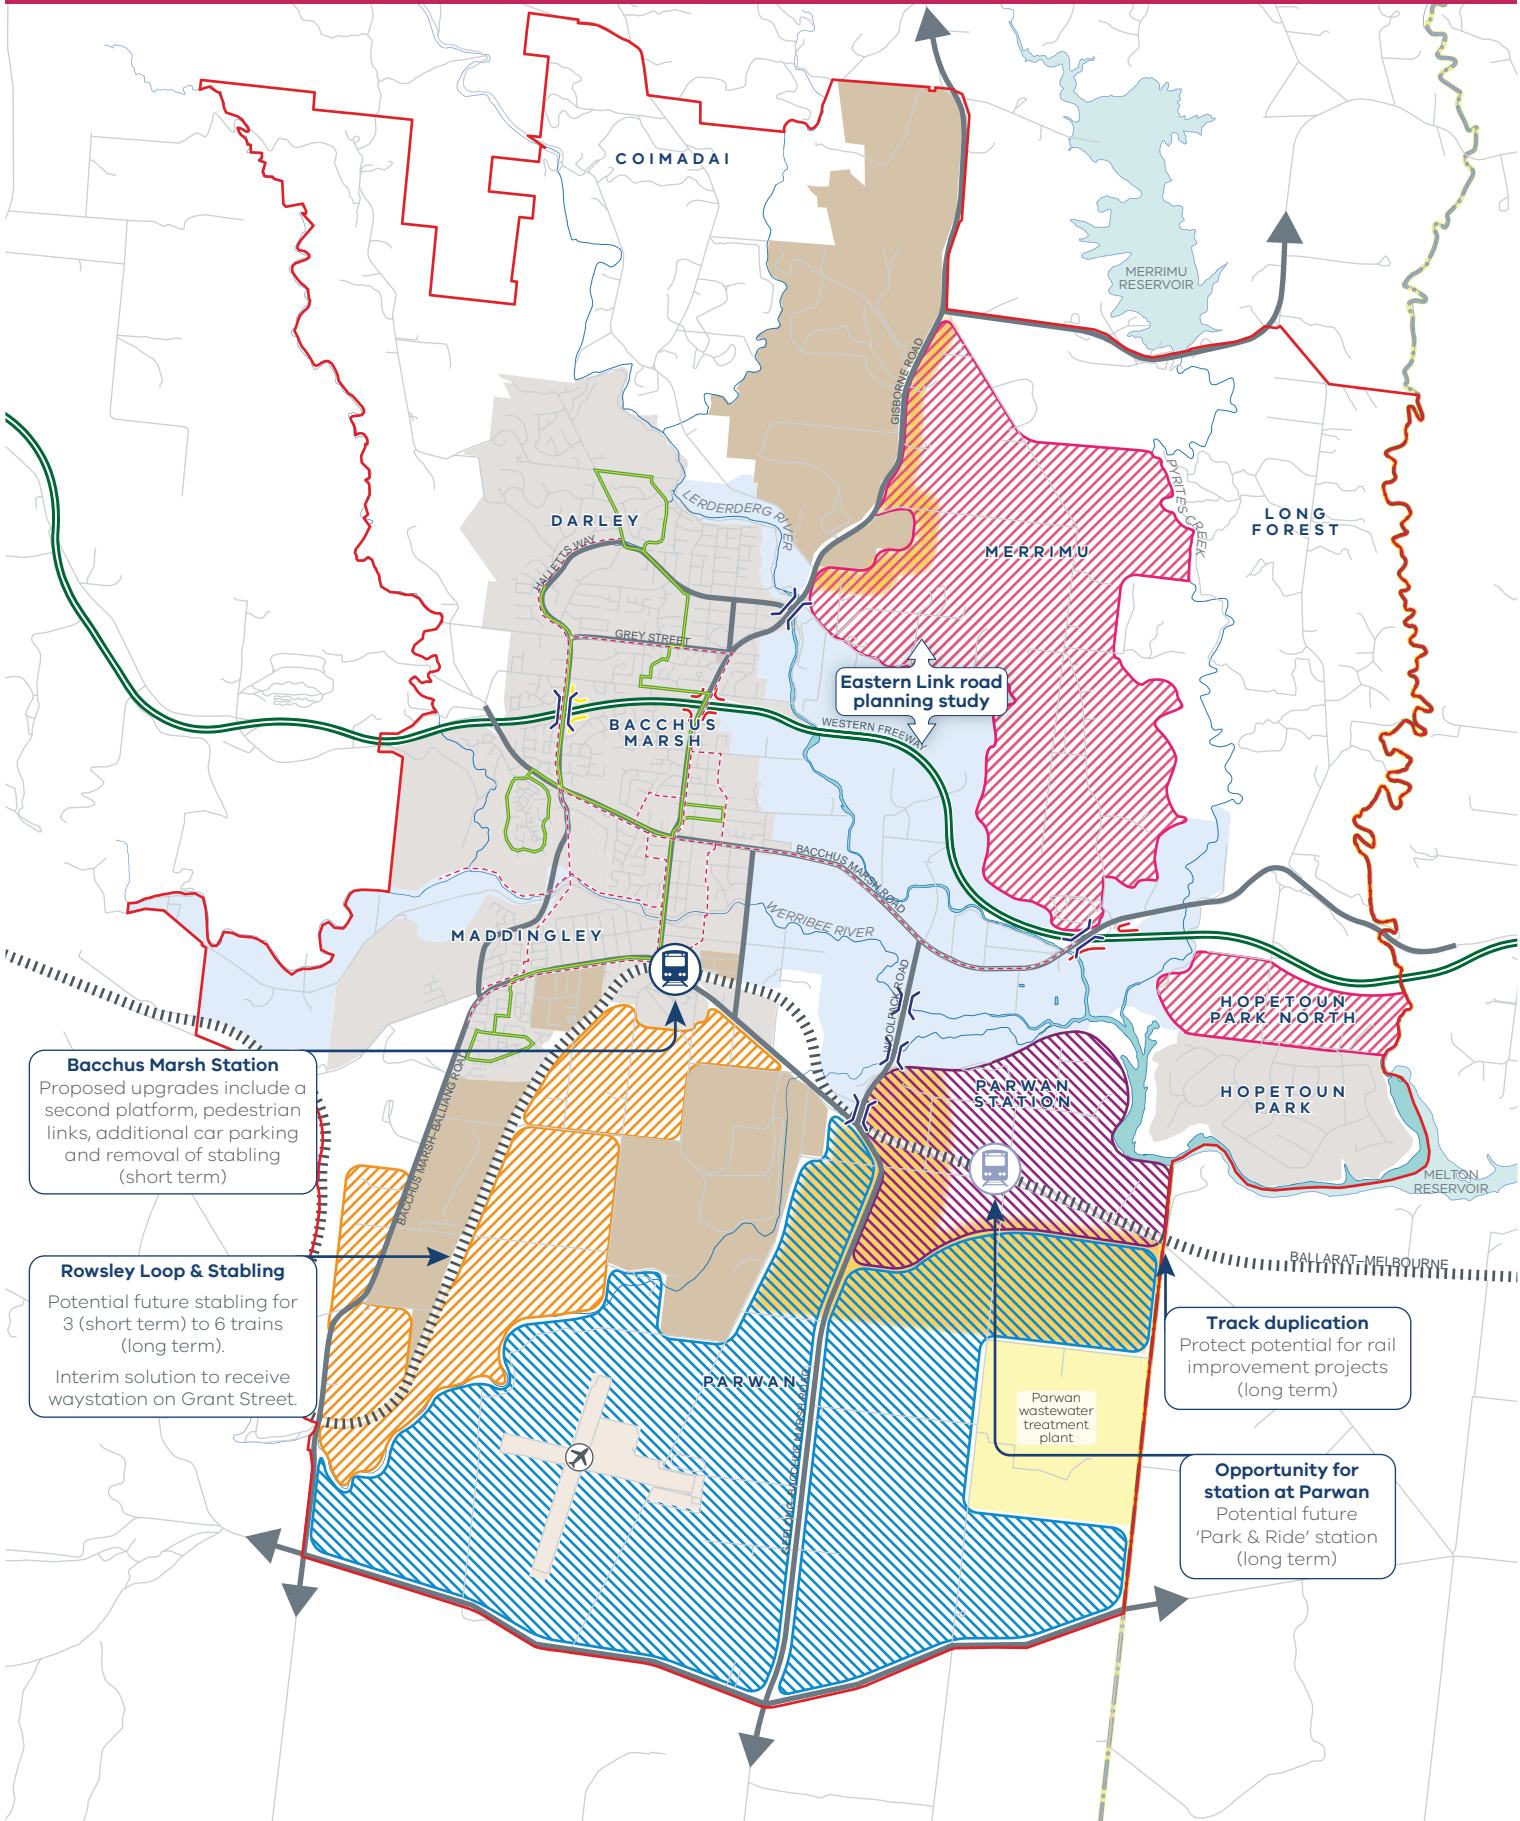 COIMADAI
MERRIMU
RESERVOIR
GISBORNE ROAD
PYRITES CREEK
LERDERDERG RIVER
LONG
FOREST
DARLEY
HALLETTS WAY
MERRIMU
GREY STREET
Eastern Link road
planning study
BACCHUS
MARSH
WESTERN FREEWAY
BACCHUS MARSH ROAD
WERRIBEE RIVER
MADDINGLEY
WOOLPACK ROAD
HOPETOUN
PARK NORTH
PARWAN
STATION
HOPETOUN
PARK
Bacchus Marsh Station
Proposed upgrades include a
second platform, pedestrian
links, additional car parking
and removal of stabling
(short term)
BACCHUS MARSH-BALLIANG ROAD
MELTON
RESERVOIR
BALLARAT-MELBOURNE
Rowsley Loop & Stabling
Potential future stabling for
3 (short term) to 6 trains
(long term).
Interim solution to receive
waystation on Grant Street.
Track duplication
Protect potential for rail
improvement projects
(long term)
PARWAN
GEELONG-BACCHUS MARSH ROAD
Parwan
wastewater
treatment
plant
Opportunity for
station at Parwan
Potential future
‘Park & Ride’ station
(long term)